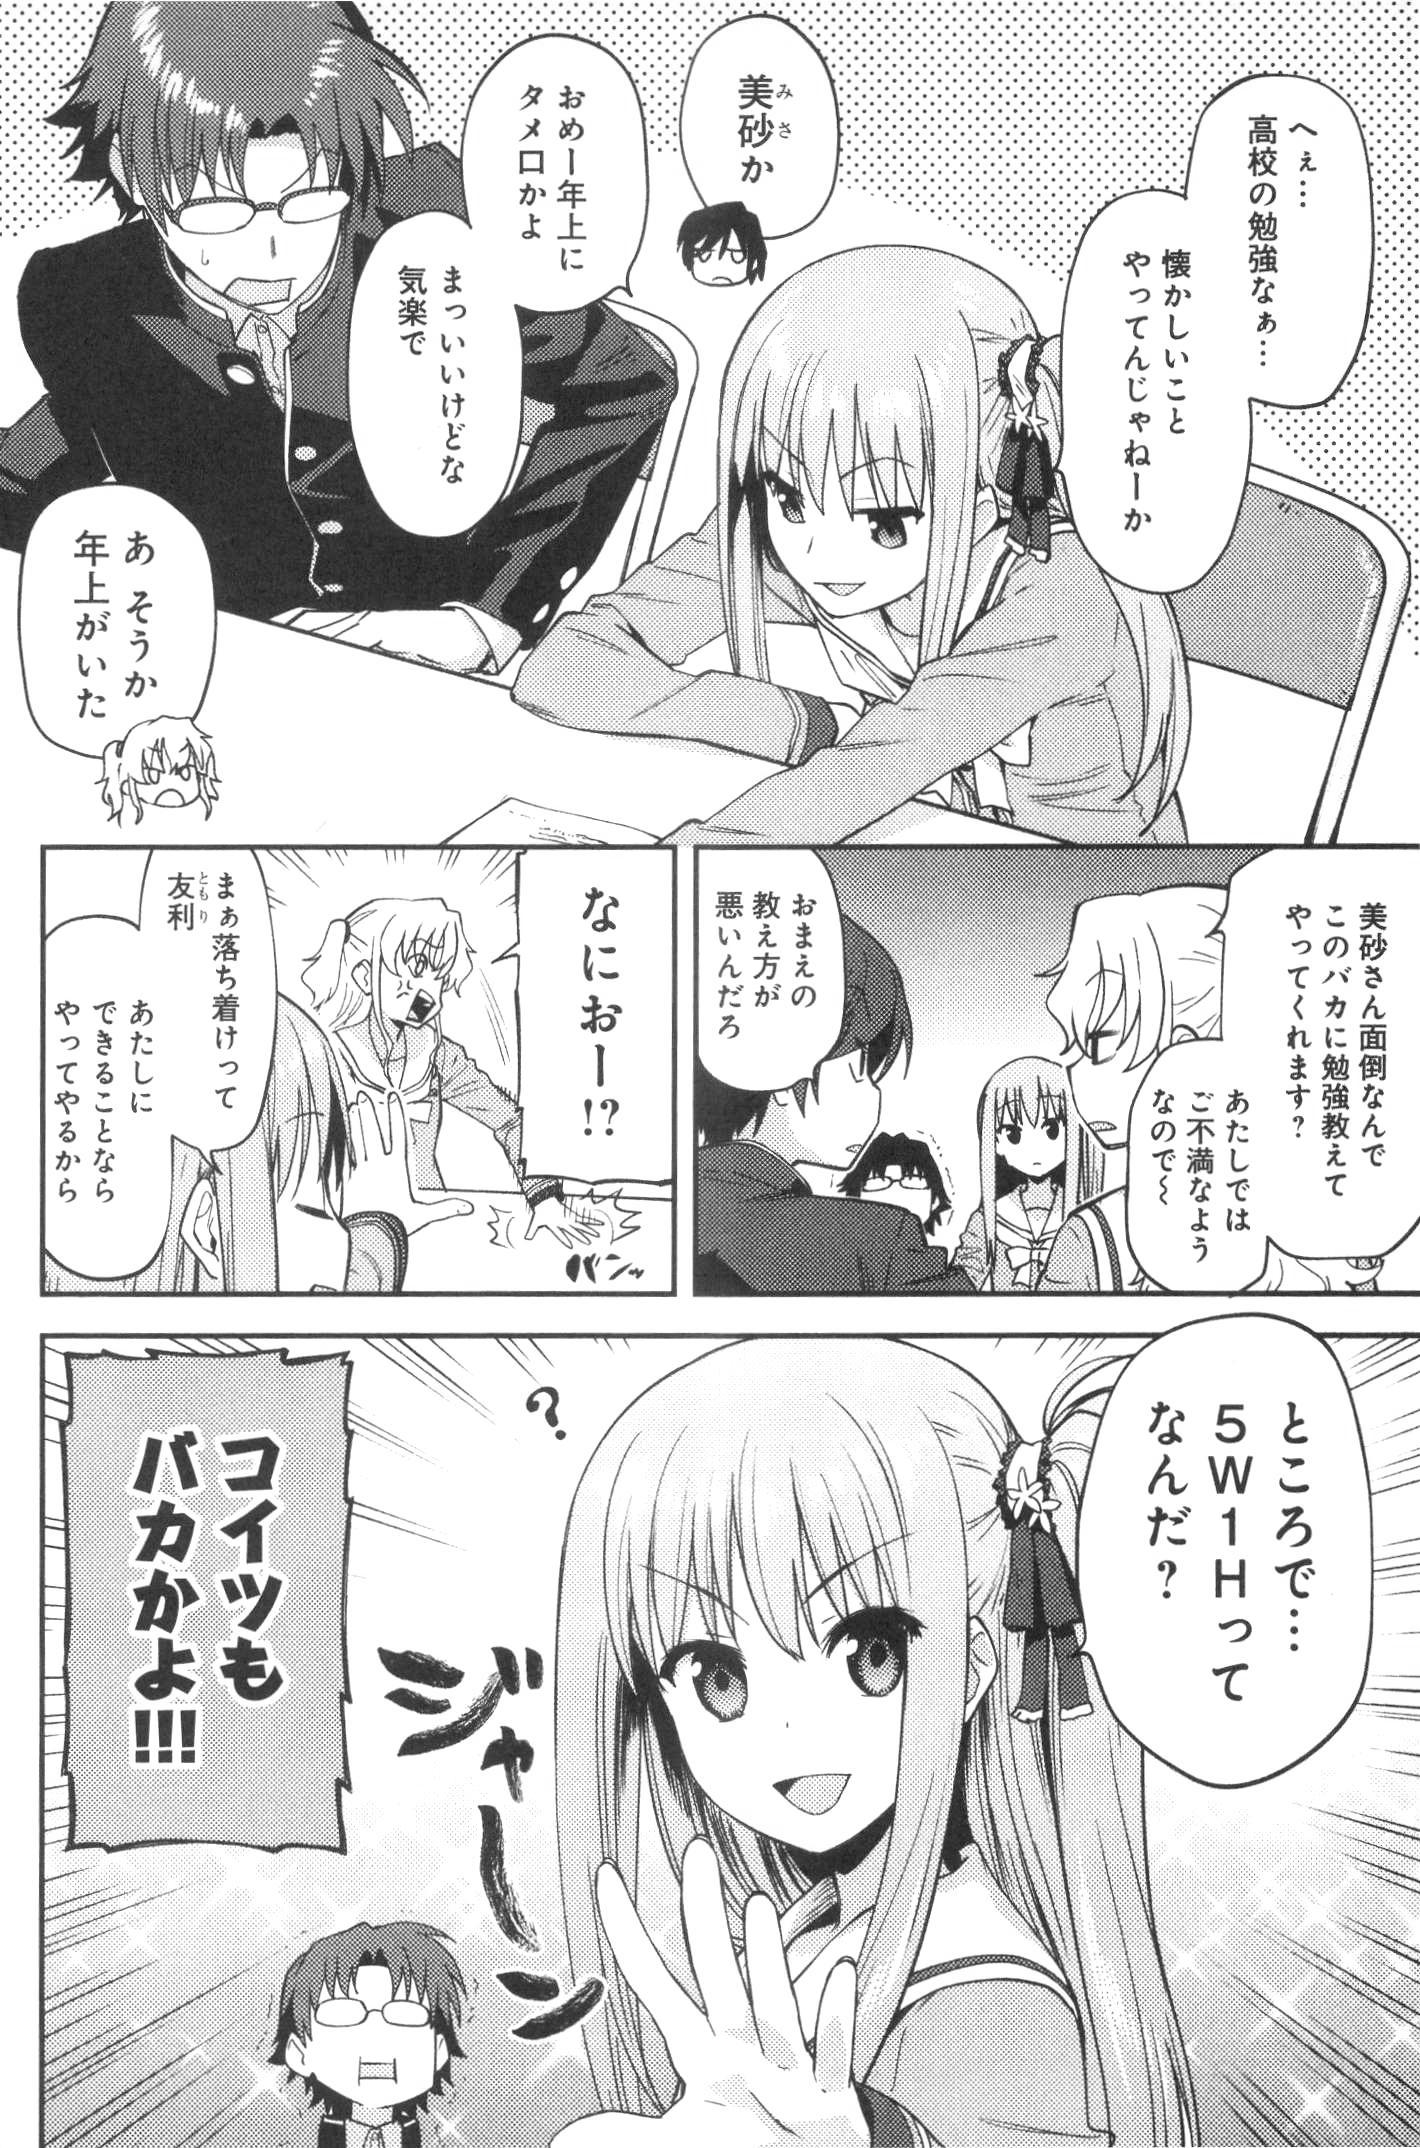 へぇ…
高校の勉強なぁ…
懐かしいこと
やってんじゃねーか
美砂か
みさ
おめー年上に
タメ口かよ
まっいいけどな
気楽で
あ そうか
年上がいた
美砂さん面倒なんで
このバカに勉強教えて
やってくれます?
あたしでは
ご不満なよう
なので〜
おまえの
教え方が
悪いんだろ
なにおー!?
バンッ
まぁ落ち着けって
友利
ともり
あたしに
できることなら
やってやるから
ところで…
5W1Hって
なんだ?
?
ジャーン
コイツも
バカかよ!!!